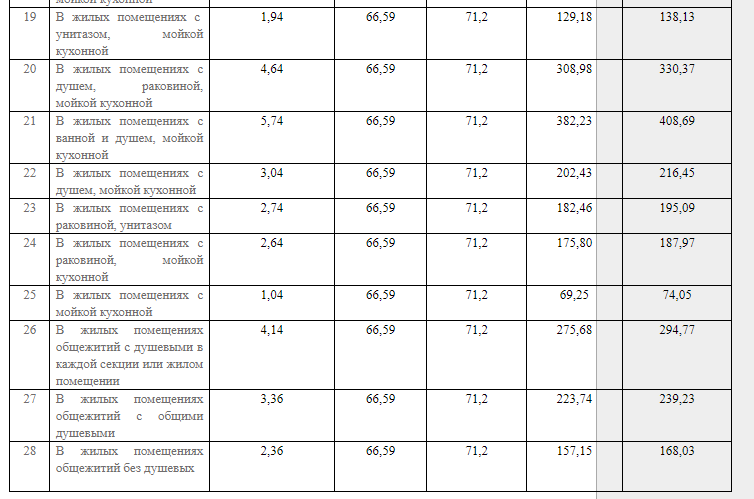 мойкой кухонной
19 В жилых помещениях с 1,94 66,59 71,2 129,18 138,13
унитазом, мойкой
кухонной
20 В жилых помещениях с 4,64 66,59 71,2 308,98 330,37
душем, раковиной,
мойкой кухонной
21 В жилых помещениях с 5,74 66,59 71,2 382,23 408,69
ванной и душем, мойкой
кухонной
22 В жилых помещениях с 3,04 66,59 71,2 202,43 216,45
душем, мойкой кухонной
23 В жилых помещениях с 2,74 66,59 71,2 182,46 195,09
раковиной, унитазом
24 В жилых помещениях с 2,64 66,59 71,2 175,80 187,97
раковиной, мойкой
кухонной
25 В жилых помещениях с 1,04 66,59 71,2 69,25 74,05
мойкой кухонной
26 В жилых помещениях 4,14 66,59 71,2 275,68 294,77
общежитий с душевыми в
каждой секции или жилом
помещении
27 В жилых помещениях 3,36 66,59 71,2 223,74 239,23
общежитий с общими
душевыми
28 В жилых помещениях 2,36 66,59 71,2 157,15 168,03
общежитий без душевых